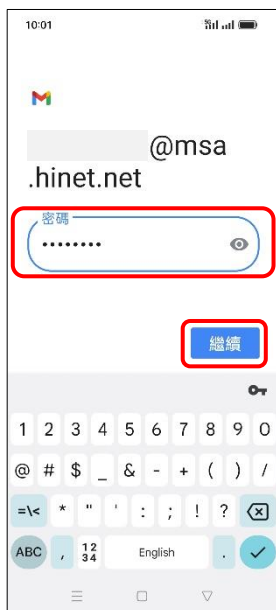 10:01
@msa
.hinet.net
密碼
••••••••
繼續
1 2 3 4 5 6 7 8 9 0
@ # $ _ & - + ( ) /
=\< * " ' : ; ! ?
ABC , 12 34 English .